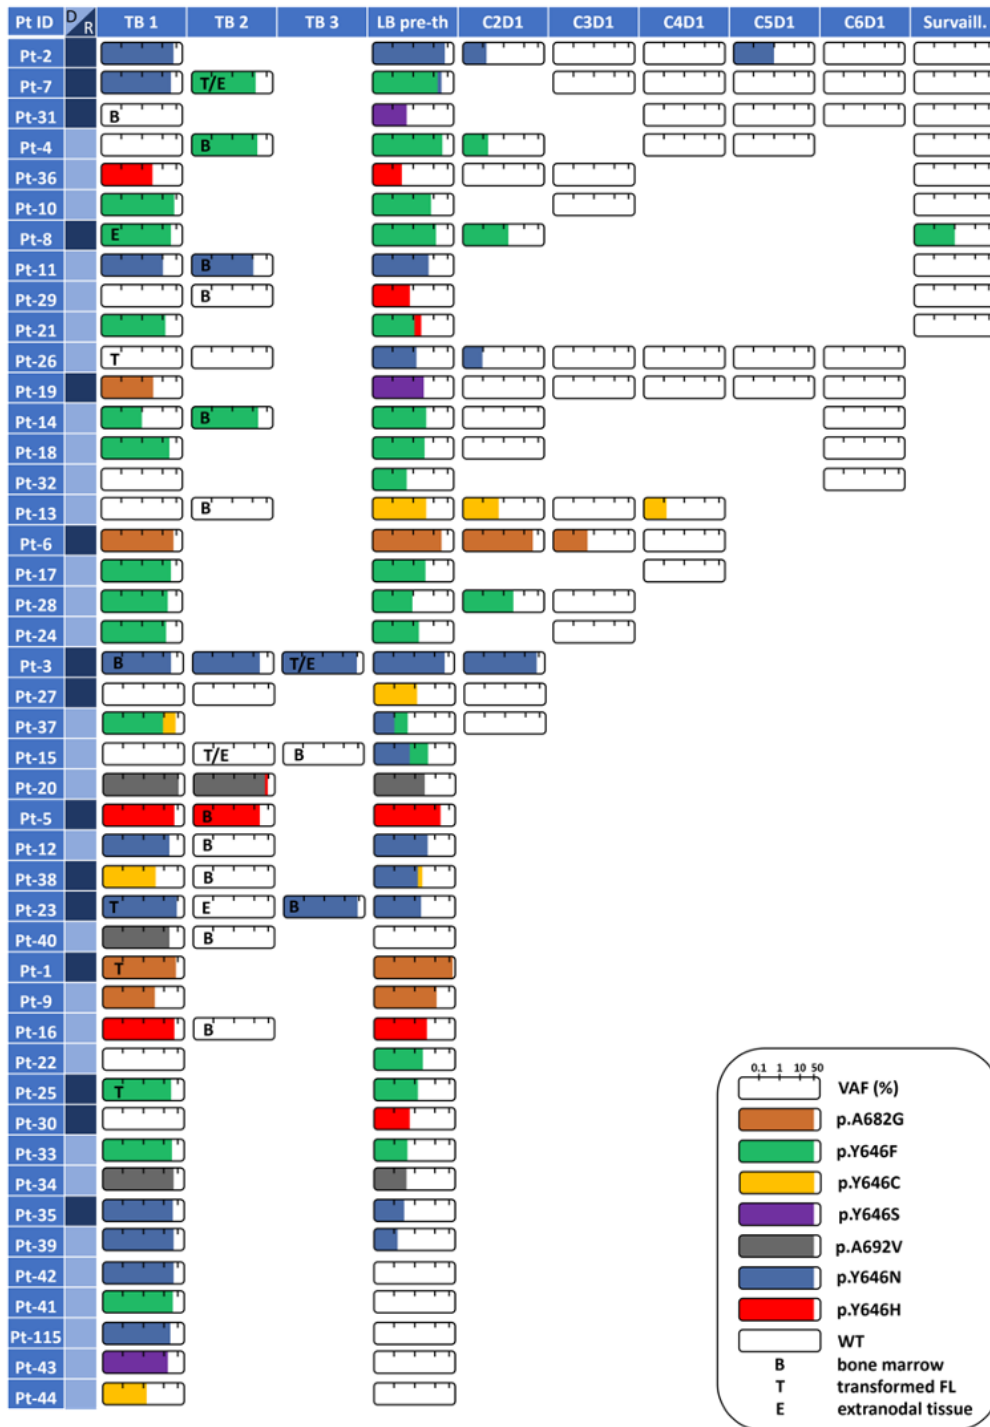 Pt ID D R TB 1 TB 2 TB 3 LB pre-th C2D1 C3D1 C4D1 C5D1 C6D1 Survaill.
Pt-2
Pt-7 T/E
Pt-31 B
Pt-4 B
Pt-36
Pt-10
Pt-8 E
Pt-11 B
Pt-29 B
Pt-21
Pt-26 T
Pt-19
Pt-14 B
Pt-18
Pt-32
Pt-13 B
Pt-6
Pt-17
Pt-28
Pt-24
Pt-3 B T/E
Pt-27
Pt-37
Pt-15 T/E B
Pt-20
Pt-5 B
Pt-12 B
Pt-38 B
Pt-23 T E B
Pt-40 B
Pt-1 T
Pt-9
Pt-16 B
Pt-22
Pt-25 T
Pt-30
Pt-33
Pt-34
Pt-35
Pt-39
Pt-42
Pt-41
Pt-115
Pt-43
Pt-44
0.1 1 10 50
VAF (%)
p.A682G
p.Y646F
p.Y646C
p.Y646S
p.A692V
p.Y646N
p.Y646H
WT
B bone marrow
T transformed FL
E extranodal tissue